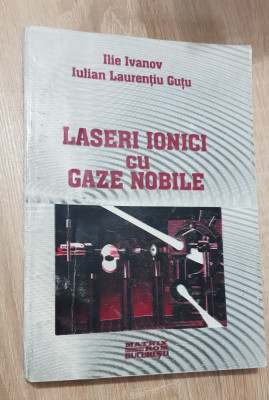 Ilie Ivanov
Iulian Laurențiu Guțu
LASERI IONICI
cu
GAZE NOBILE
MATRIX
ROM
BUCUREȘTI